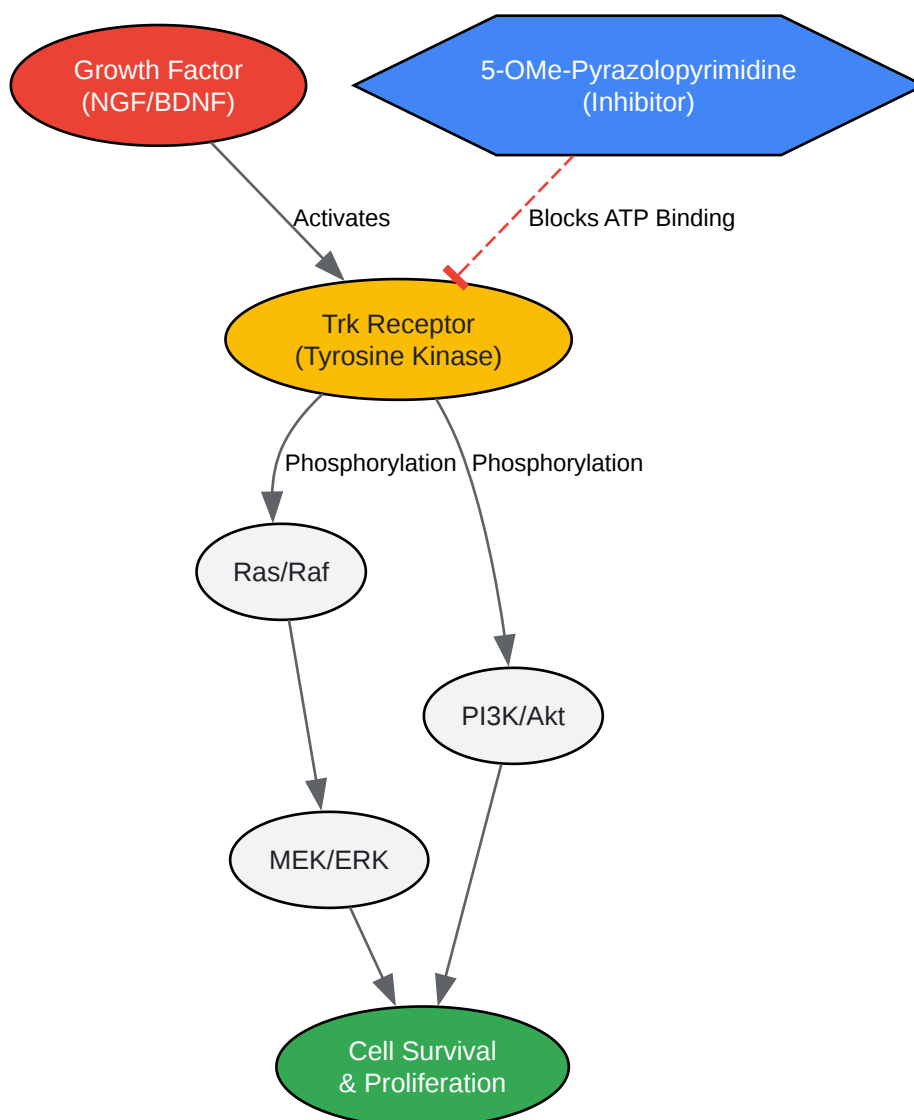 Growth Factor
(NGF/BDNF)
5-OMe-Pyrazolopyrimidine
(Inhibitor)
Activates
Blocks ATP Binding
Trk Receptor
(Tyrosine Kinase)
Phosphorylation
Phosphorylation
Ras/Raf
PI3K/Akt
MEK/ERK
Cell Survival
& Proliferation